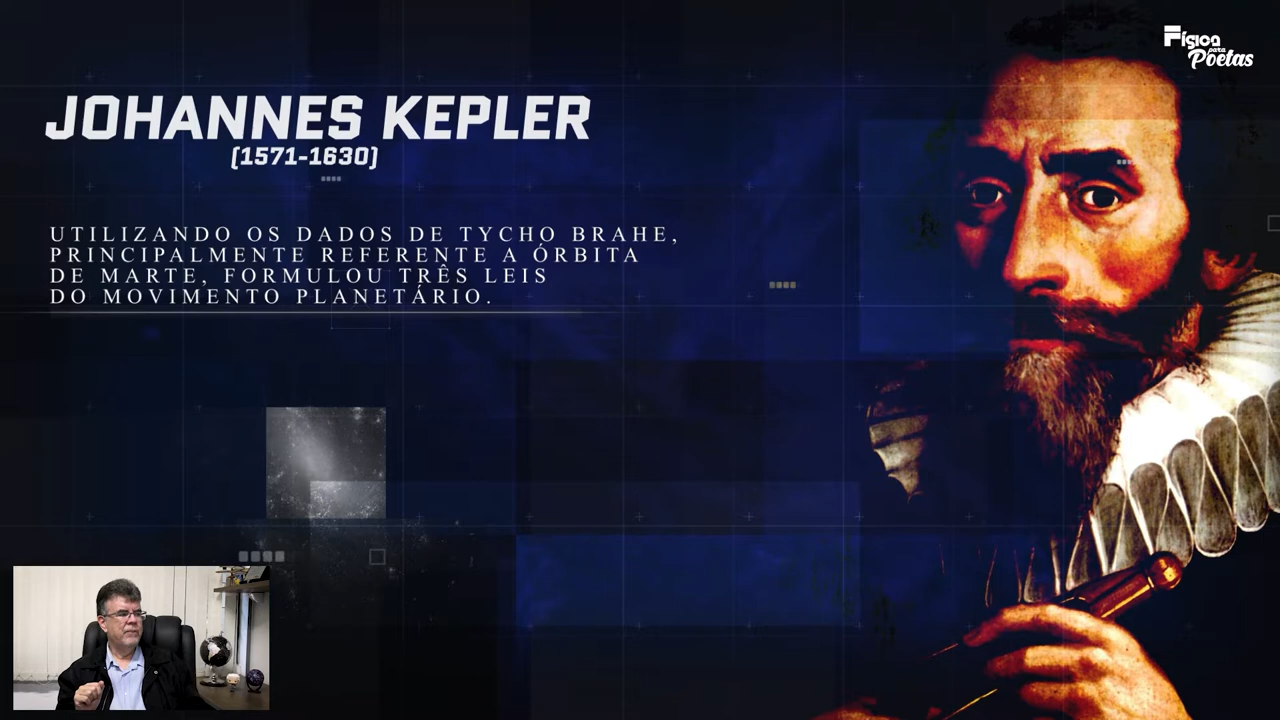 Física
para
Poetas
JOHANNES KEPLER
(1571-1630)
UTILIZANDO OS DADOS DE TYCHO BRAHE,
PRINCIPALMENTE REFERENTE A ÓRBITA
DE MARTE, FORMULOU TRÊS LEIS
DO MOVIMENTO PLANETÁRIO.